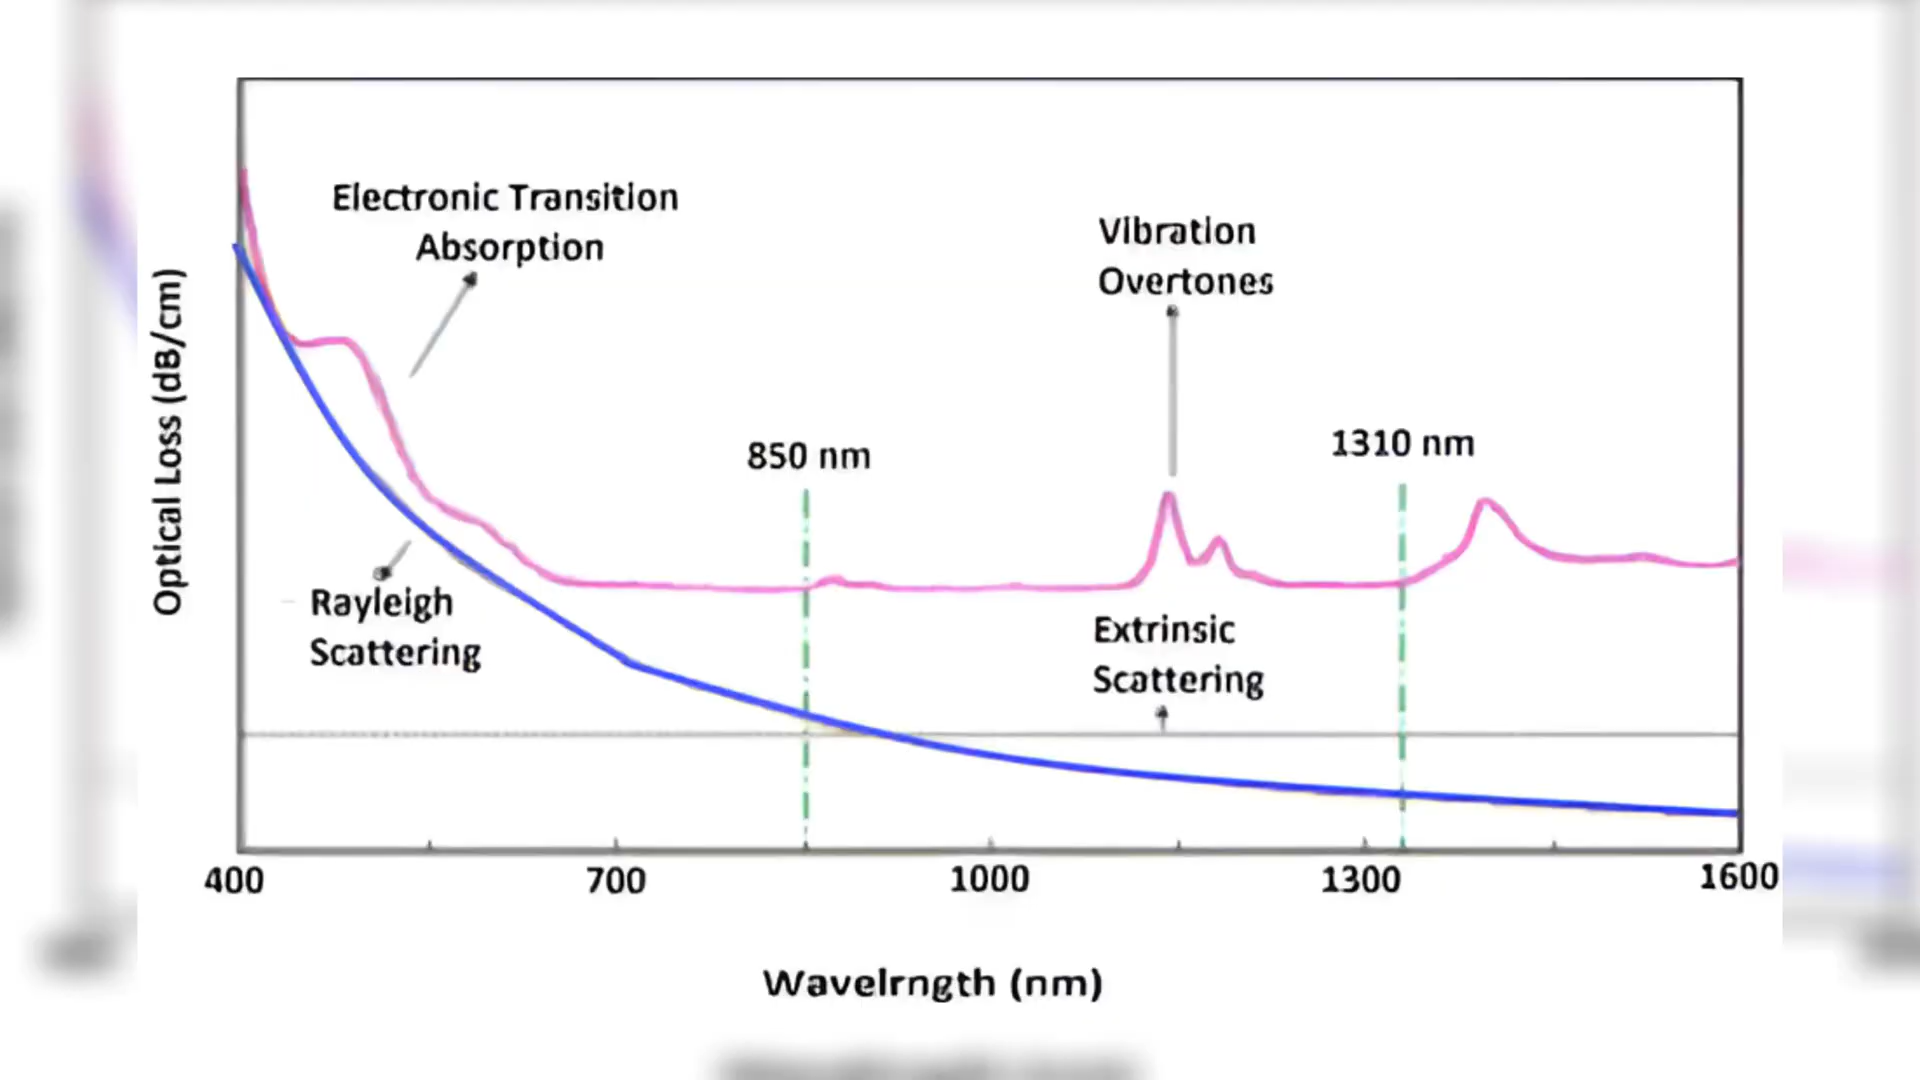 Electronic Transition
Absorption
Vibration
Overtones
850 nm
1310 nm
Optical Loss (dB/cm)
Rayleigh
Scattering
Extrinsic
Scattering
400
700
1000
1300
1600
Wavelrngth (nm)